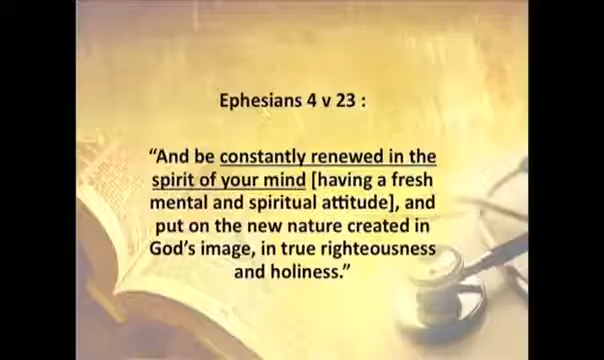 Ephesians 4 v 23 :
“And be constantly renewed in the
spirit of your mind [having a fresh
mental and spiritual attitude], and
put on the new nature created in
God’s image, in true righteousness
and holiness.”